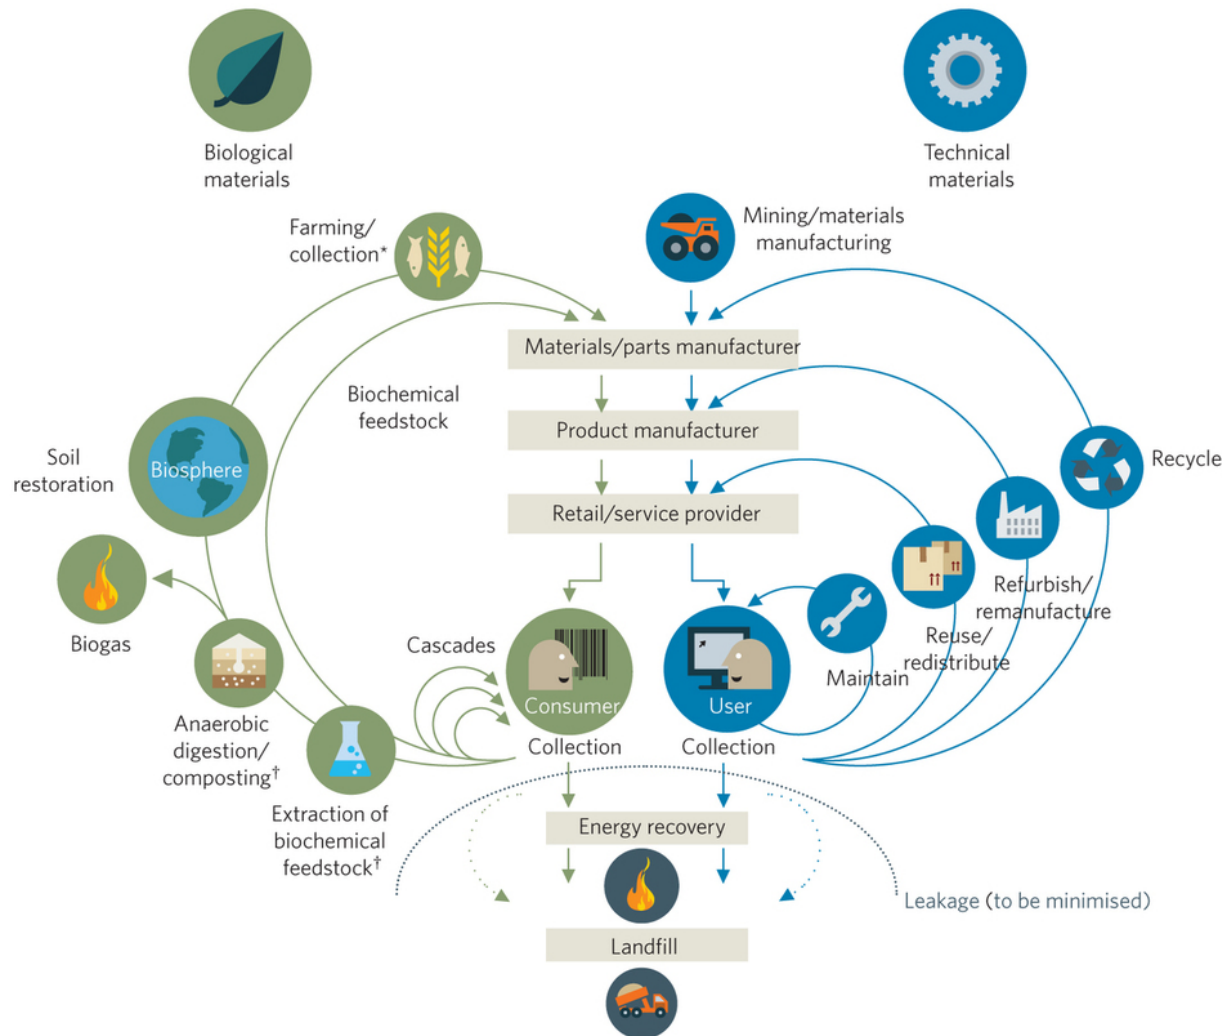 Biological
materials
Technical
materials
Farming/
collection*
Mining/materials
manufacturing
Materials/parts manufacturer
Biochemical
feedstock
Product manufacturer
Soil
restoration
Biosphere
Recycle
Retail/service provider
Refurbish/
remanufacture
Biogas
Reuse/
redistribute
Cascades
Maintain
Consumer
User
Anaerobic
digestion/
composting†
Collection
Collection
Extraction of
biochemical
feedstock†
Energy recovery
Leakage (to be minimised)
Landfill